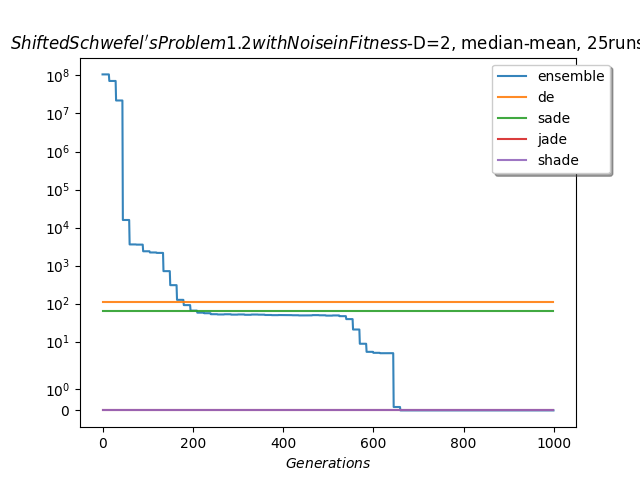 ShiftedSchwefel'sProblem1.2withNoiseinFitness-D=2, median-mean, 25runs
ensemble
de
sade
jade
shade
10^8
10^7
10^6
10^5
10^4
10^3
10^2
10^1
10^0
0
0 200 400 600 800 1000
Generations